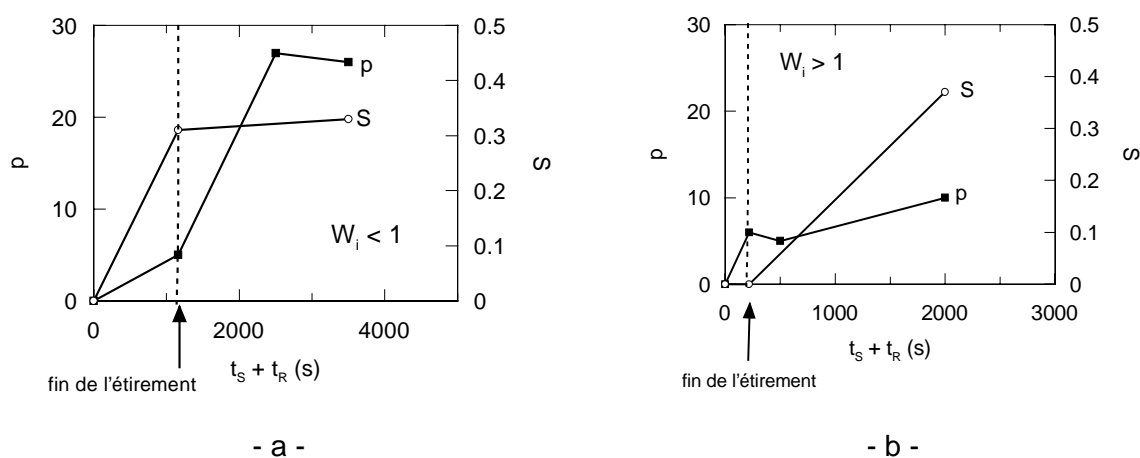 30
20
10
0
p
0.5
0.4
0.3
0.2
0.1
0
S
p
S
W_i < 1
0 2000 4000
t_S + t_R (s)
fin de l'étirement
- a -
30
20
10
0
p
0.5
0.4
0.3
0.2
0.1
0
S
W_i > 1
S
p
0 1000 2000 3000
t_S + t_R (s)
fin de l'étirement
- b -